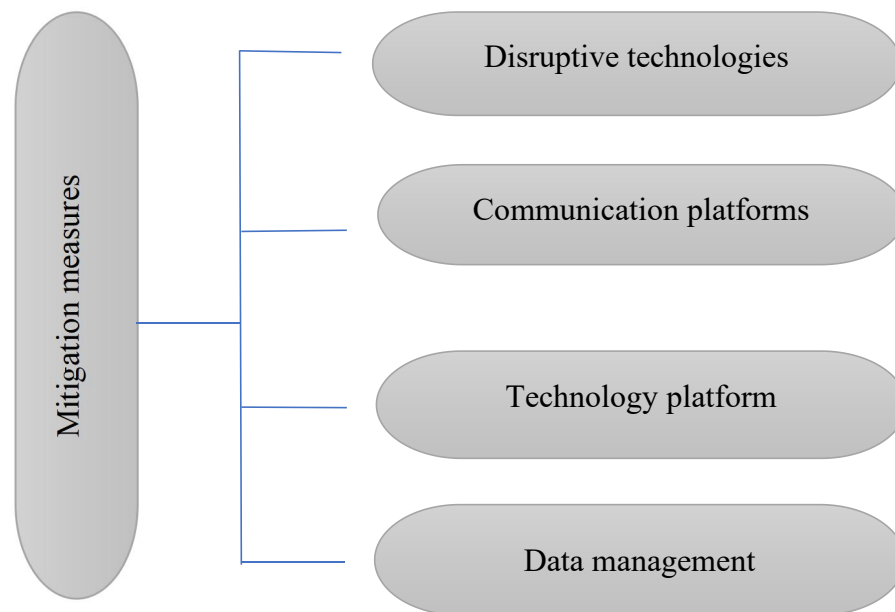 Mitigation measures
Disruptive technologies
Communication platforms
Technology platform
Data management